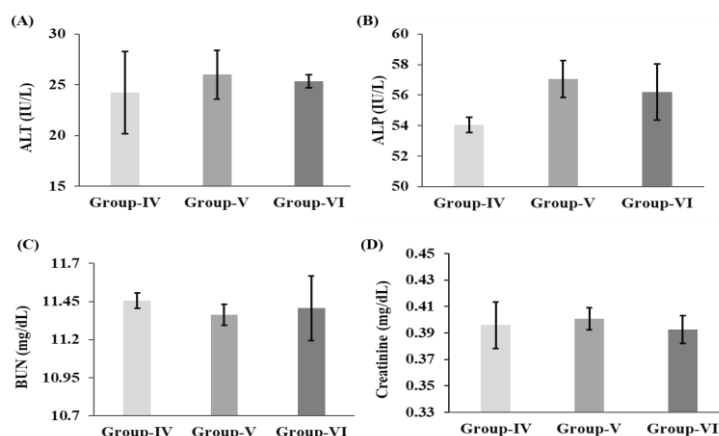 (A)
ALT (IU/L)
30
25
20
15
Group-IV Group-V Group-VI
(B)
ALP (IU/L)
60
58
56
54
52
50
Group-IV Group-V Group-VI
(C)
BUN (mg/dL)
11.7
11.45
11.2
10.95
10.7
Group-IV Group-V Group-VI
(D)
Creatinine (mg/dL)
0.45
0.41
0.39
0.37
0.35
0.33
Group-IV Group-V Group-VI